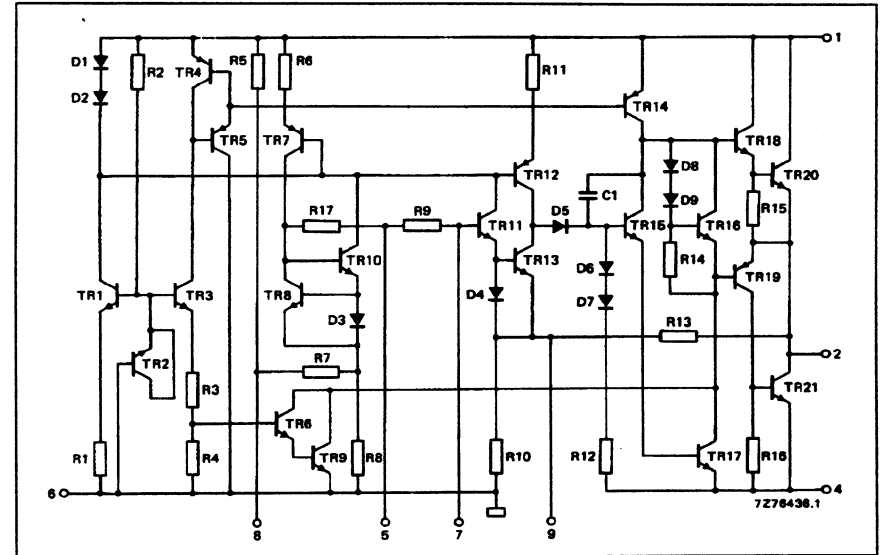 D1
R2
TR4
R5
R6
R11
1
D2
TR14
TR5
TR7
TR18
D8
TR12
TR20
C1
D9
R15
R17
R9
D5
TR11
TR15
TR16
TR10
TR13
R14
TR19
TR1
TR3
TR8
D4
D6
D3
D7
R13
TR2
R7
2
R3
TR21
TR6
R1
R4
TR9
R8
R10
R12
TR17
R16
6
4
7Z76436.1
8
5
7
9